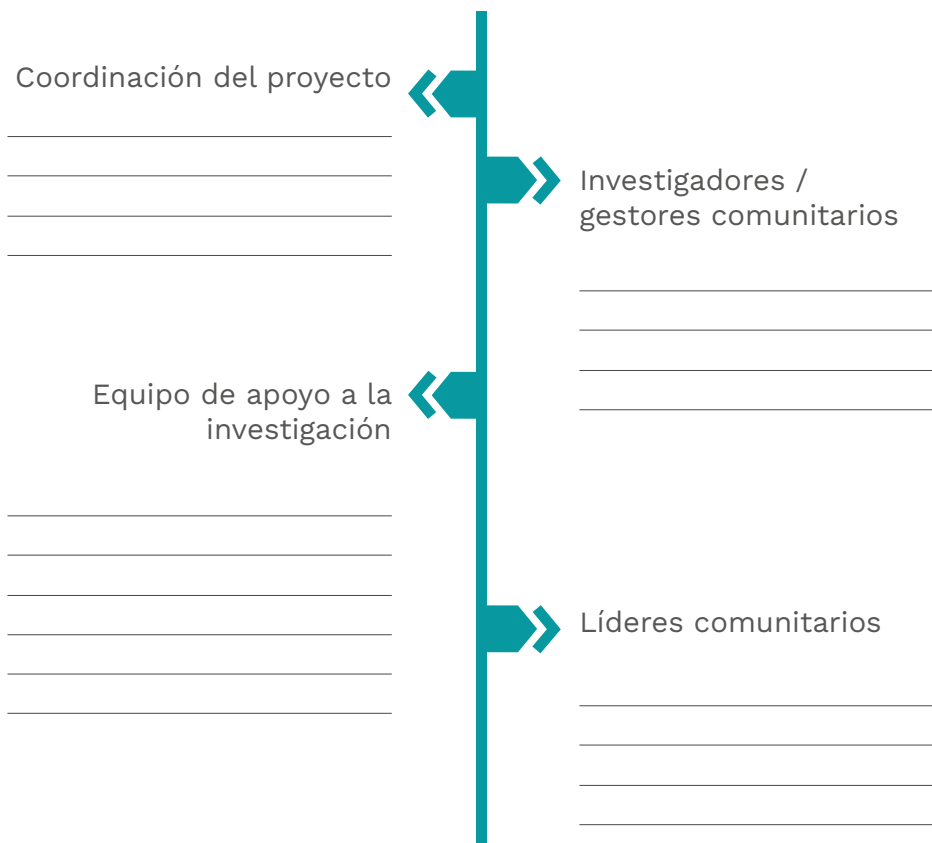 Coordinación del proyecto
Investigadores /
gestores comunitarios
Equipo de apoyo a la
investigación
Líderes comunitarios